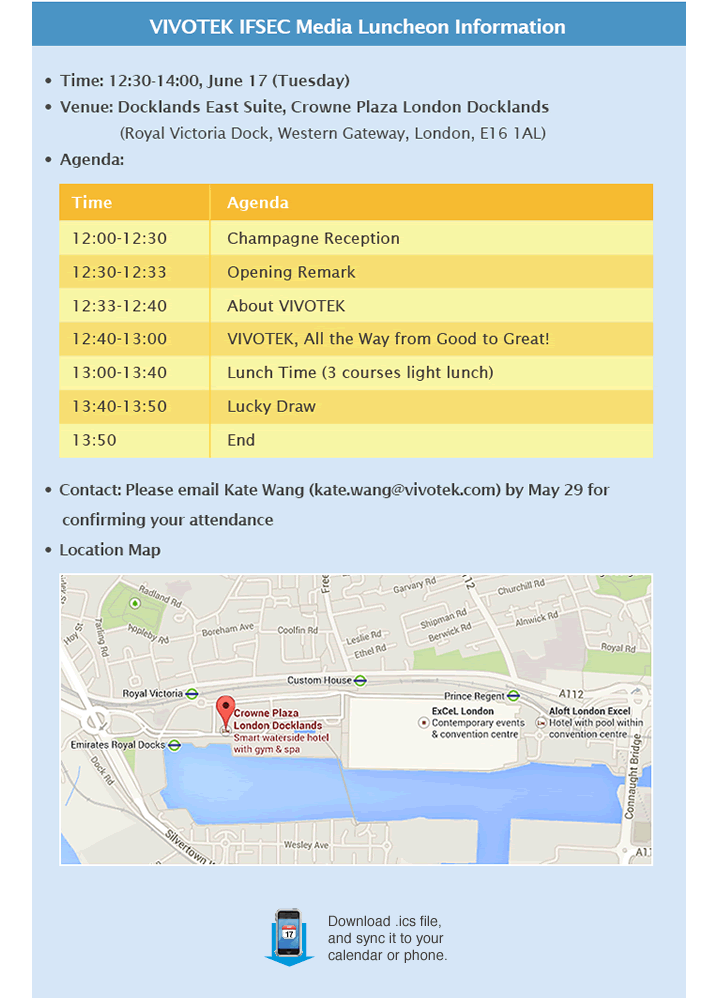 VIVOTEK IFSEC Media Luncheon Information
• Time: 12:30-14:00, June 17 (Tuesday)
• Venue: Docklands East Suite, Crowne Plaza London Docklands
(Royal Victoria Dock, Western Gateway, London, E16 1AL)
• Agenda:
Time Agenda
12:00-12:30 Champagne Reception
12:30-12:33 Opening Remark
12:33-12:40 About VIVOTEK
12:40-13:00 VIVOTEK, All the Way from Good to Great!
13:00-13:40 Lunch Time (3 courses light lunch)
13:40-13:50 Lucky Draw
13:50 End
• Contact: Please email Kate Wang (kate.wang@vivotek.com) by May 29 for
confirming your attendance
• Location Map
Radland Rd
Free
Garvary Rd
A112
Churchill Rd
Hoy St
Tarling Rd
Appleby Rd
Boreham Ave
Coolfin Rd
Leslie Rd
Ethel Rd
Shipman Rd
Berwick Rd
Alnwick Rd
Royal Rd
Custom House
Royal Victoria
Prince Regent
A112
Crowne Plaza
London Docklands
Smart waterside hotel
with gym & spa
ExCeL London
Contemporary events
& convention centre
Aloft London Excel
Hotel with pool within
convention centre
Emirates Royal Docks
Dock Rd
Connaught Bridge
Silvertown W
Wesley Ave
A11
17
Download .ics file,
and sync it to your
calendar or phone.